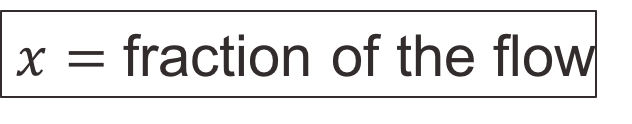 x = fraction of the flow